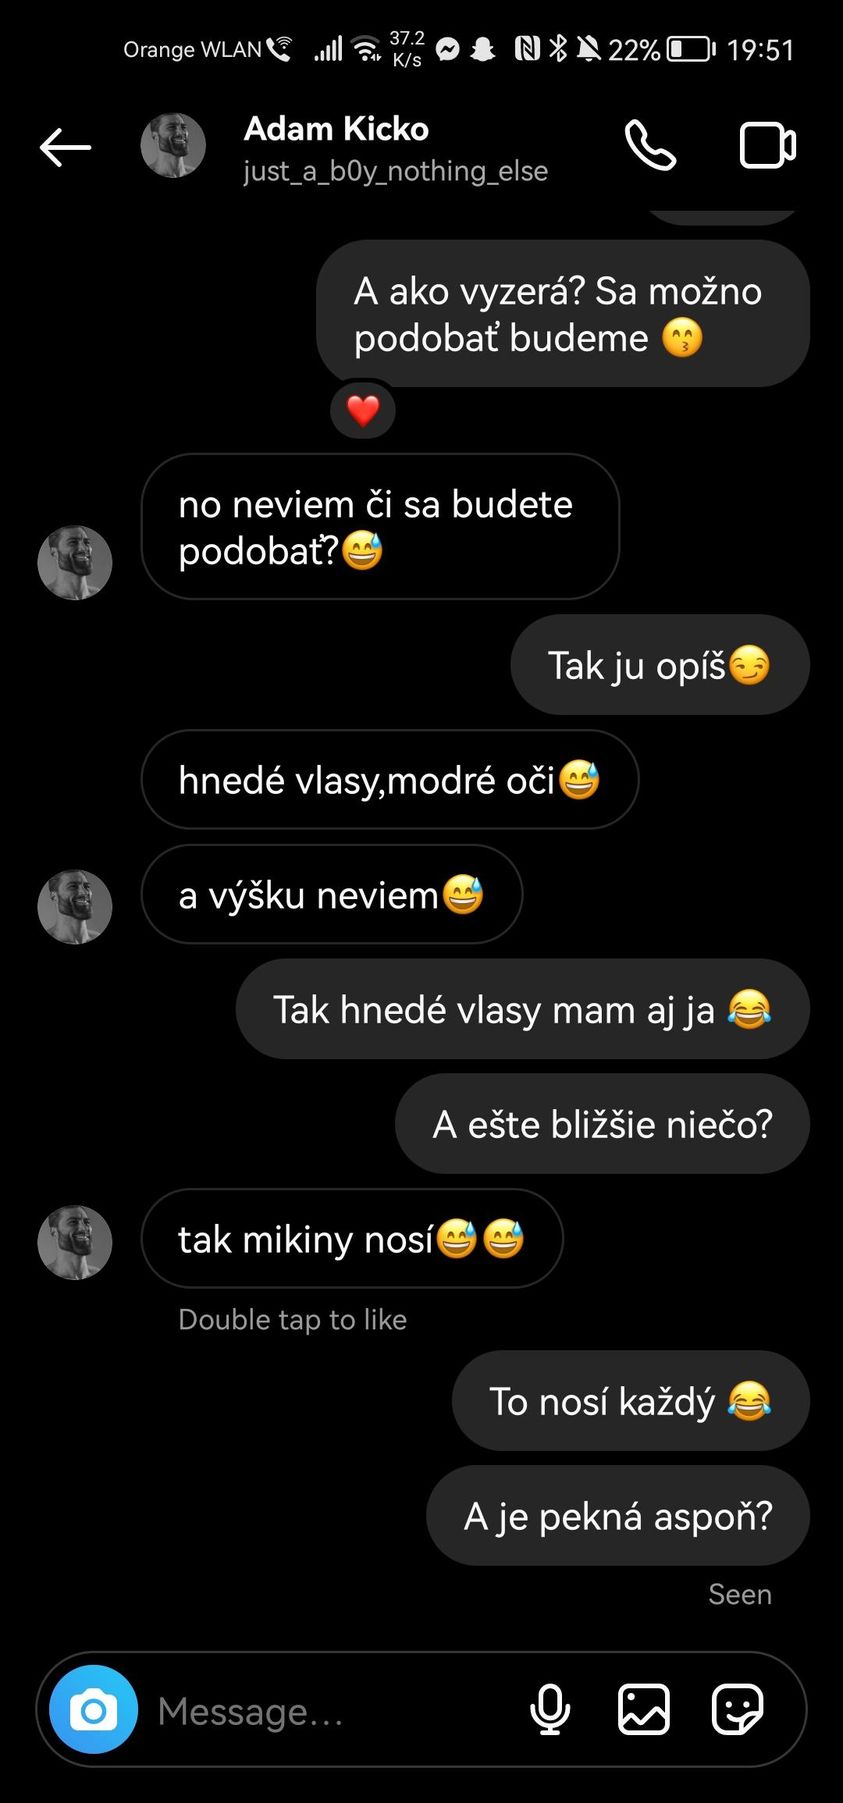 Orange WLAN 37.2 K/s 22% 19:51
Adam Kicko
just_a_b0y_nothing_else
A ako vyzerá? Sa možno
podobať budeme 😙
❤️
no neviem či sa budete
podobať?😅
Tak ju opíš😏
hnedé vlasy,modré oči😅
a výšku neviem😅
Tak hnedé vlasy mam aj ja 😂
A ešte bližšie niečo?
tak mikiny nosí😅😅
Double tap to like
To nosí každý 😂
A je pekná aspoň?
Seen
Message...